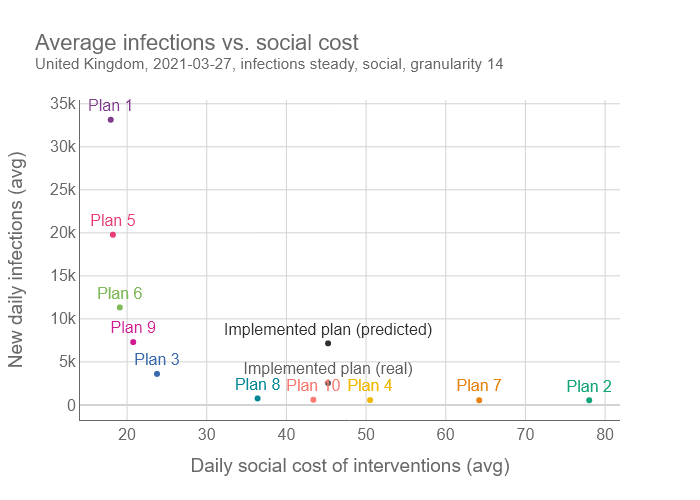 Average infections vs. social cost
United Kingdom, 2021-03-27, infections steady, social, granularity 14
35k
Plan 1
30k
25k
Plan 5
20k
15k
Plan 6
10k
Plan 9
Implemented plan (predicted)
5k
Plan 3
Implemented plan (real)
Plan 8
Plan 10
Plan 4
Plan 7
Plan 2
0
20
30
40
50
60
70
80
New daily infections (avg)
Daily social cost of interventions (avg)